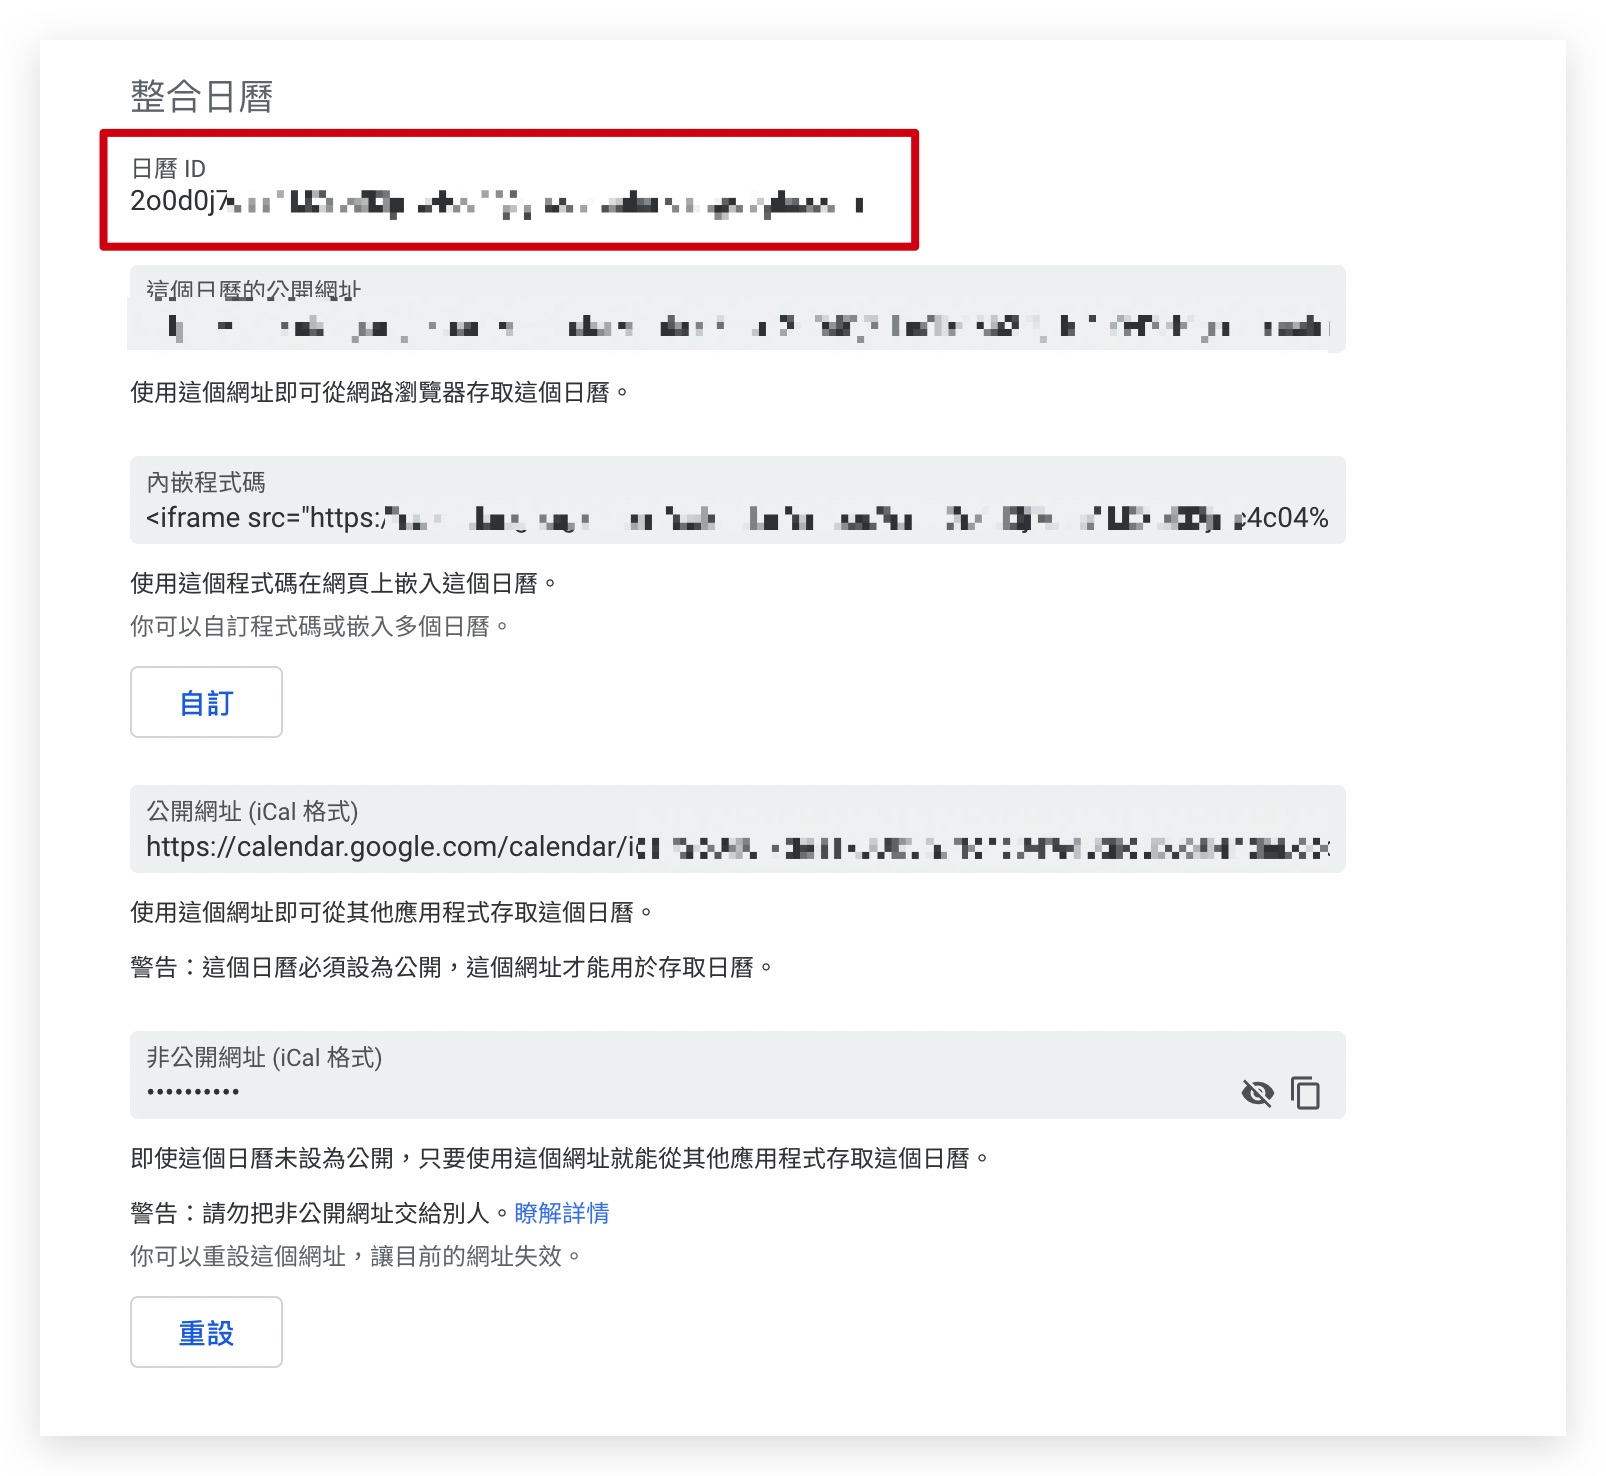 整合日曆
日曆 ID
2o0d0j7
這個日曆的公開網址
使用這個網址即可從網路瀏覽器存取這個日曆。
內嵌程式碼
<iframe src="https:/ c4c04%
使用這個程式碼在網頁上嵌入這個日曆。
你可以自訂程式碼或嵌入多個日曆。
自訂
公開網址 (iCal 格式)
https://calendar.google.com/calendar/ic
使用這個網址即可從其他應用程式存取這個日曆。
警告：這個日曆必須設為公開，這個網址才能用於存取日曆。
非公開網址 (iCal 格式)
••••••••••
即使這個日曆未設為公開，只要使用這個網址就能從其他應用程式存取這個日曆。
警告：請勿把非公開網址交給別人。瞭解詳情
你可以重設這個網址，讓目前的網址失效。
重設